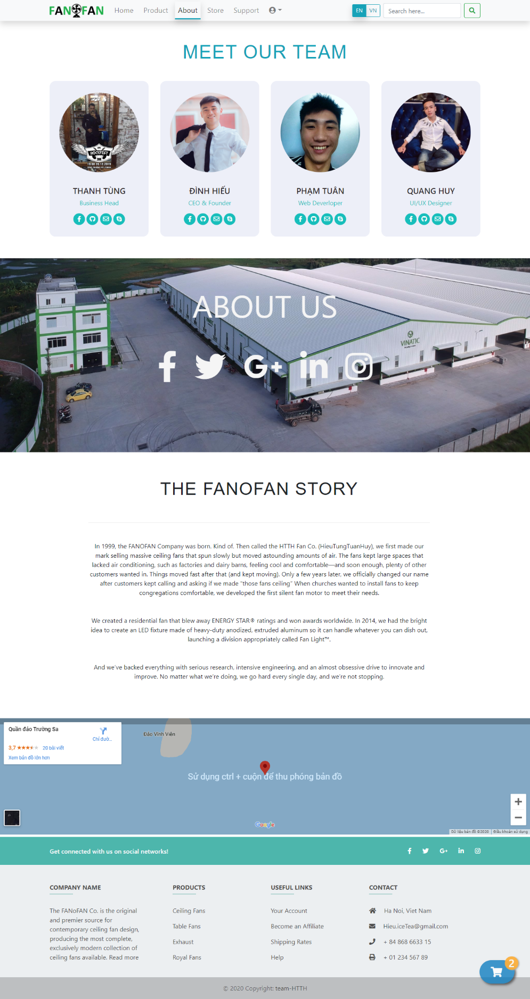 FANOFAN Home Product About Store Support EN VN Search here...
MEET OUR TEAM
ROCKFEST
THANH TÙNG
Business Head
ĐÌNH HIẾU
CEO & Founder
PHẠM TUÂN
Web Deverloper
QUANG HUY
UI/UX Designer
ABOUT US
VINATIC
VINATIC
THE FANOFAN STORY
In 1999, the FANOFAN Company was born. Kind of. Then called the HTTH Fan Co. (HieuTungTuanHuy), we first made our
mark selling massive ceiling fans that spun slowly but moved astounding amounts of air. The fans kept large spaces that
lacked air conditioning, such as factories and dairy barns, feeling cool and comfortable—and soon enough, plenty of other
customers wanted in. Things moved fast after that (and kept moving). Only a few years later, we officially changed our name
after customers kept calling and asking if we made “those fans ceiling” When churches wanted to install fans to keep
congregations comfortable, we developed the first silent fan motor to meet their needs.
We created a residential fan that blew away ENERGY STAR® ratings and won awards worldwide. In 2014, we had the bright
idea to create an LED fixture made of heavy-duty anodized, extruded aluminum so it can handle whatever you can dish out,
launching a division appropriately called Fan Light™.
And we’ve backed everything with serious research, intensive engineering, and an almost obsessive drive to innovate and
improve. No matter what we’re doing, we go hard every single day, and we’re not stopping.
Quần đảo Trường Sa
Chỉ đườ...
3,7 20 bài viết
Xem bản đồ lớn hơn
Đảo Vĩnh Viễn
Sử dụng ctrl + cuộn để thu phóng bản đồ
Google
Dữ liệu bản đồ ©2020 Điều khoản sử dụng
Get connected with us on social networks!
COMPANY NAME
The FANoFAN Co. is the original
and premier source for
contemporary ceiling fan design,
producing the most complete,
exclusively modern collection of
ceiling fans available. Read more
PRODUCTS
Ceiling Fans
Table Fans
Exhaust
Royal Fans
USEFUL LINKS
Your Account
Become an Affiliate
Shipping Rates
Help
CONTACT
Ha Noi, Viet Nam
Hieu.iceTea@gmail.com
+ 84 868 6633 15
+ 01 234 567 89
2
© 2020 Copyright: team-HTTH